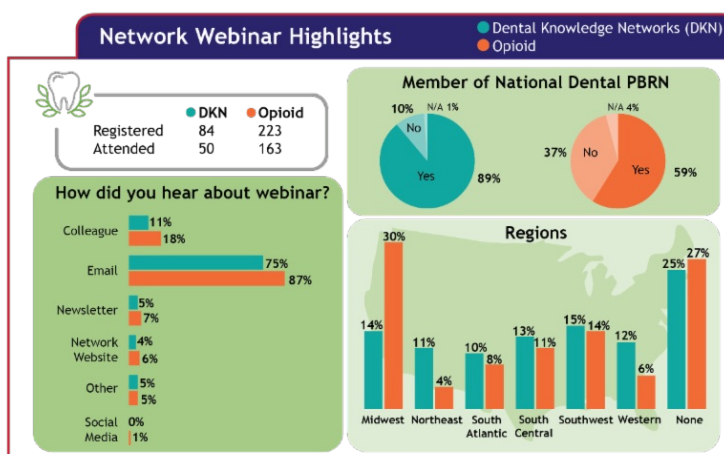 Network Webinar Highlights
Dental Knowledge Networks (DKN)
Opioid
DKN Opioid
Registered 84 223
Attended 50 163
Member of National Dental PBRN
10%
N/A 1%
No
Yes
89%
N/A 4%
37%
No
Yes
59%
How did you hear about webinar?
Colleague
11%
18%
Email
75%
87%
Newsletter
5%
7%
Network
Website
4%
6%
Other
5%
5%
Social
Media
0%
1%
Regions
14%
30%
11%
4%
10%
8%
13%
11%
15%
14%
12%
6%
25%
27%
Midwest
Northeast
South
Atlantic
South
Central
Southwest
Western
None